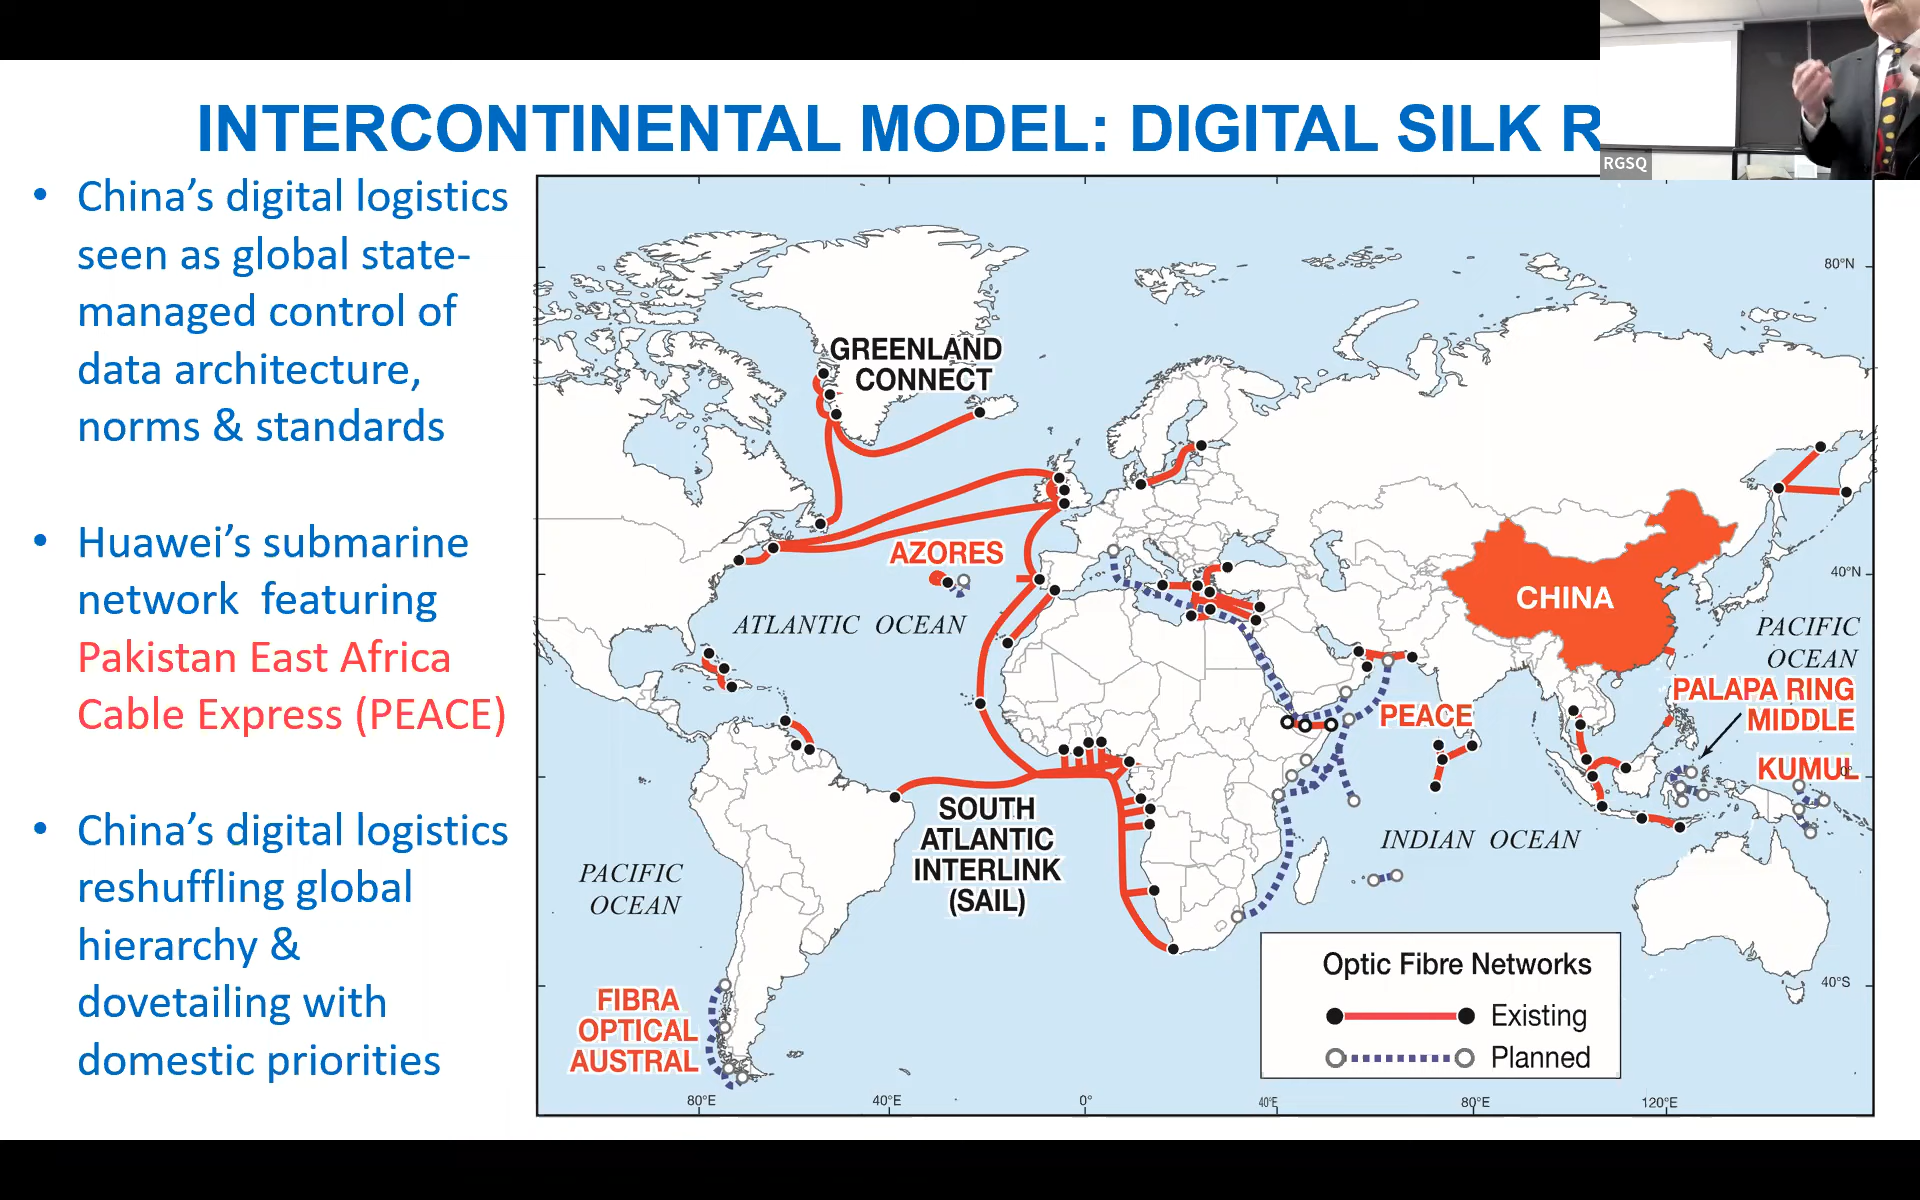 INTERCONTINENTAL MODEL: DIGITAL SILK R
RGSQ
• China’s digital logistics
seen as global state-
managed control of
data architecture,
norms & standards
• Huawei’s submarine
network featuring
Pakistan East Africa
Cable Express (PEACE)
• China’s digital logistics
reshuffling global
hierarchy &
dovetailing with
domestic priorities
80°N
GREENLAND
CONNECT
AZORES
ATLANTIC OCEAN
CHINA
40°N
PACIFIC
OCEAN
PALAPA RING
MIDDLE
PEACE
KUMUL
0°
SOUTH
ATLANTIC
INTERLINK
(SAIL)
INDIAN OCEAN
PACIFIC
OCEAN
FIBRA
OPTICAL
AUSTRAL
40°S
Optic Fibre Networks
Existing
Planned
80°E
40°E
0°
40°E
80°E
120°E